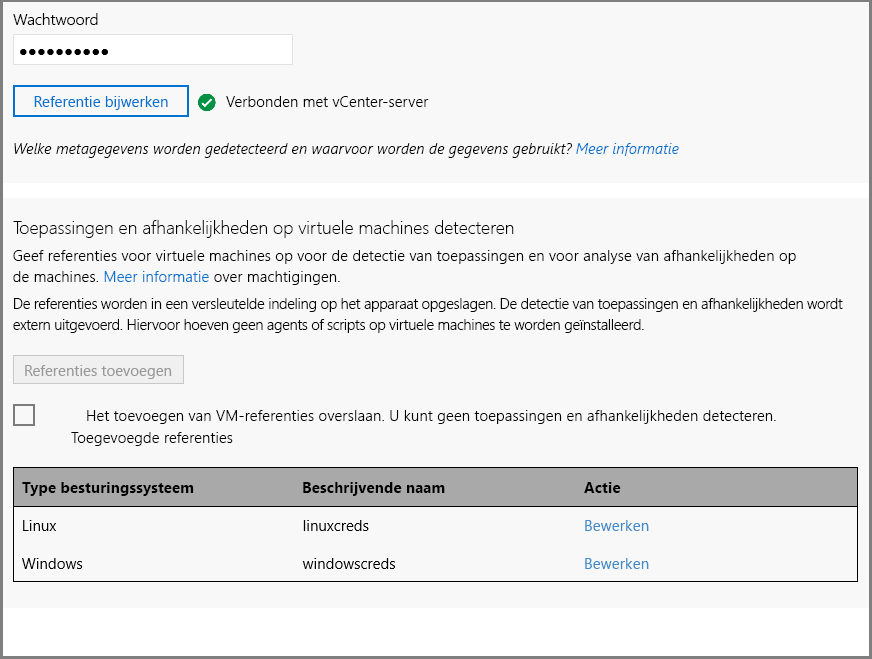 Wachtwoord
●●●●●●●●●●
Referentie bijwerken Verbonden met vCenter-server
Welke metagegevens worden gedetecteerd en waarvoor worden de gegevens gebruikt? Meer informatie
Toepassingen en afhankelijkheden op virtuele machines detecteren
Geef referenties voor virtuele machines op voor de detectie van toepassingen en voor analyse van afhankelijkheden op
de machines. Meer informatie over machtigingen.
De referenties worden in een versleutelde indeling op het apparaat opgeslagen. De detectie van toepassingen en afhankelijkheden wordt
extern uitgevoerd. Hiervoor hoeven geen agents of scripts op virtuele machines te worden geïnstalleerd.
Referenties toevoegen
Het toevoegen van VM-referenties overslaan. U kunt geen toepassingen en afhankelijkheden detecteren.
Toegevoegde referenties
Type besturingssysteem Beschrijvende naam Actie
Linux linuxcreds Bewerken
Windows windowscreds Bewerken